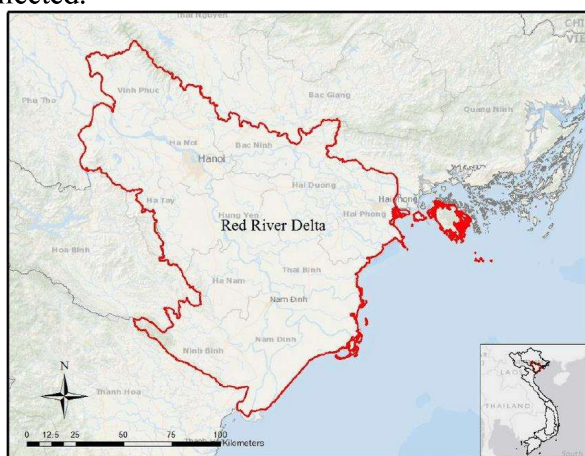 Thai Nguyen
Vinh Phuc
Phu Tho
Bac Giang
Quang Ninh
Ha Noi
Hanoi
Bac Ninh
Hai Duong
Ha Tay
Hung Yen
Hai Phong
Red River Delta
Hoa Binh
Thai Binh
Ha Nam
Nam Dinh
Nam Dinh
Ninh Binh
N
Thanh Hoa
0 12.5 25 50 75 100
Kilometers
LAO
THAILAND
South